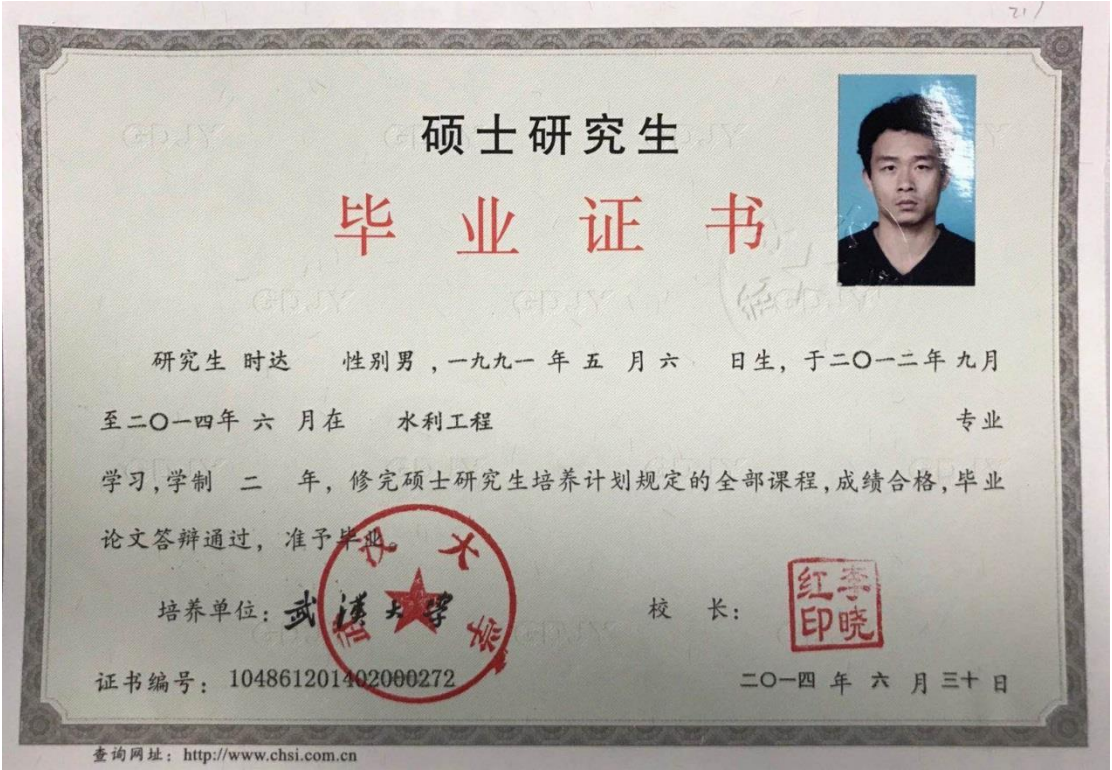 21
硕士研究生
毕业证书
研究生 时达 性别男，一九九一 年 五 月 六 日生，于二〇一二年 九月
至二〇一四年 六 月在 水利工程 专业
学习，学制 二 年，修完硕士研究生培养计划规定的全部课程，成绩合格，毕业
论文答辩通过，准予毕业。
培养单位：武漢大学 校 长：
武汉大学
李晓红印
证书编号：104861201402000272 二〇一四 年 六 月 三十 日
查询网址：http://www.chsi.com.cn